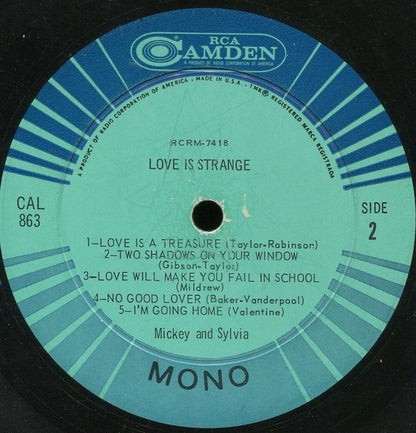 RCA
CAMDEN
A PRODUCT OF RADIO CORPORATION OF AMERICA
A PRODUCT OF RADIO CORPORATION OF AMERICA • MADE IN U.S.A. • TMK(S) ® REGISTERED MARCA REGISTRADA
RCRM-7418
LOVE IS STRANGE
CAL
863
SIDE
2
1—LOVE IS A TREASURE (Taylor-Robinson)
2—TWO SHADOWS ON YOUR WINDOW
(Gibson-Taylor)
3—LOVE WILL MAKE YOU FAIL IN SCHOOL
(Mildrew)
4—NO GOOD LOVER (Baker-Vanderpool)
5—I'M GOING HOME (Valentine)
Mickey and Sylvia
MONO